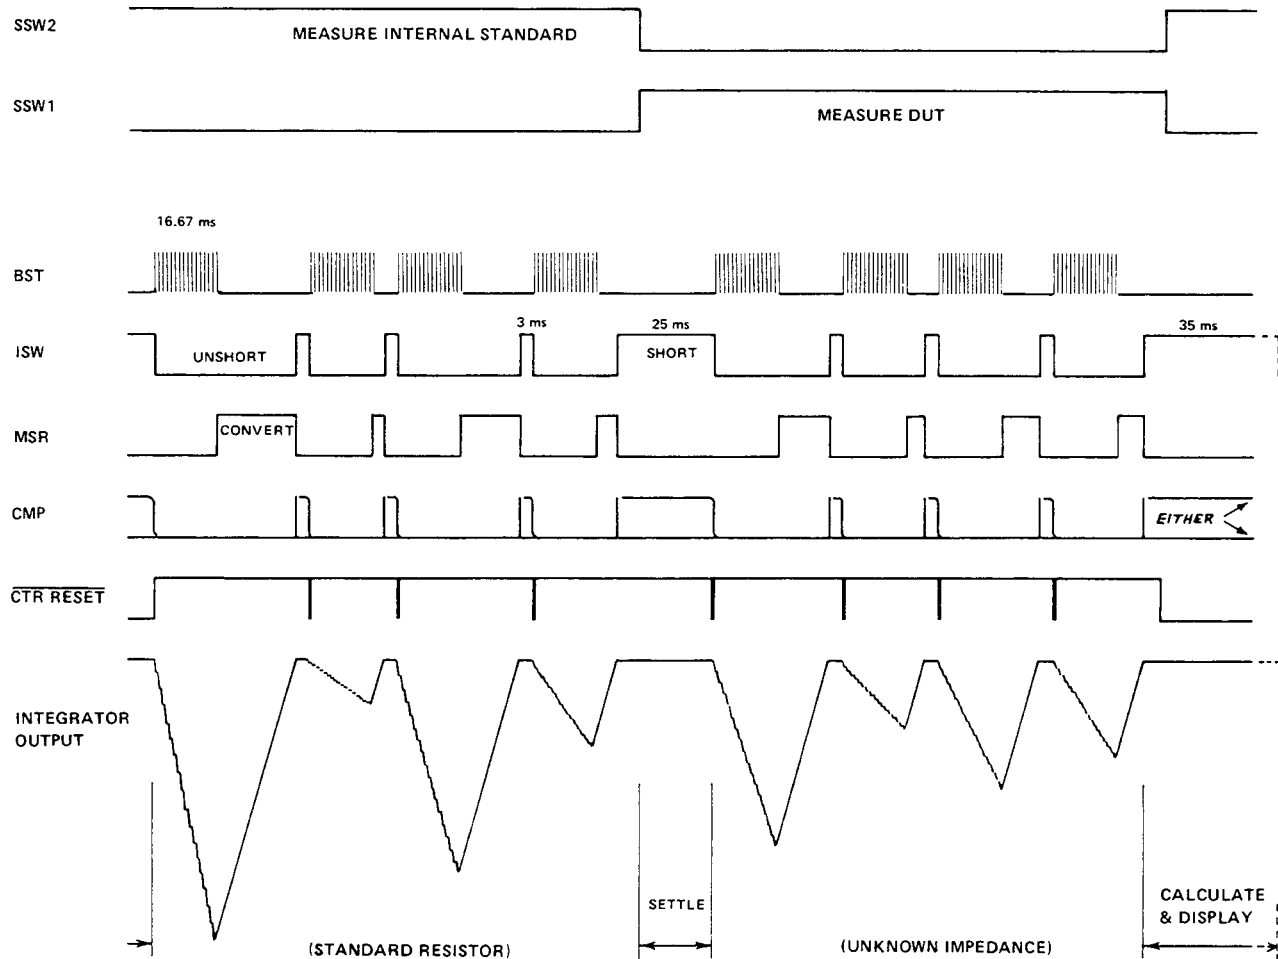 SSW2
MEASURE INTERNAL STANDARD
SSW1
MEASURE DUT
16.67 ms
BST
3 ms
25 ms
35 ms
ISW
UNSHORT
SHORT
MSR
CONVERT
CMP
EITHER
CTR RESET
INTEGRATOR
OUTPUT
SETTLE
CALCULATE
& DISPLAY
(STANDARD RESISTOR)
(UNKNOWN IMPEDANCE)